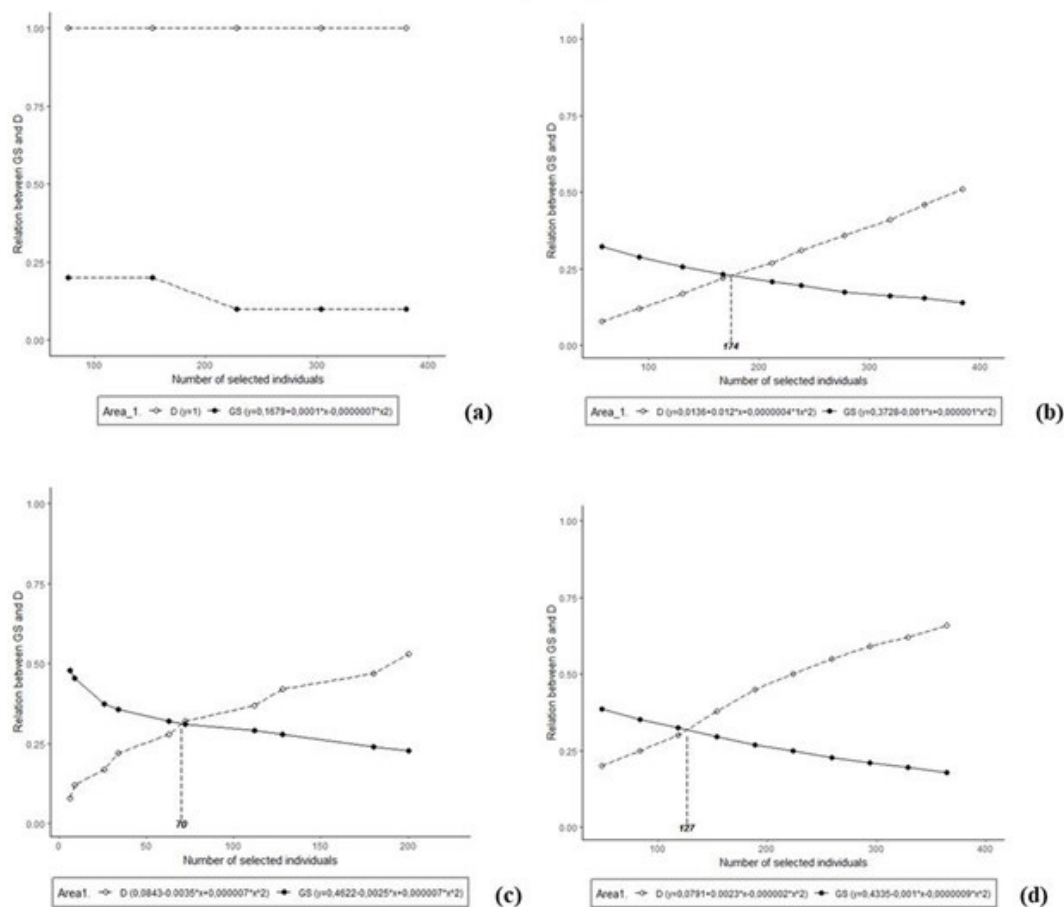 1.00
0.75
0.50
0.25
0.00
Relation between GS and D
100
200
300
400
Number of selected individuals
Area_1. D (y=1) GS (y=0,1679+0,0001*x-0,0000007*x2)
(a)
1.00
0.75
0.50
0.25
0.00
Relation between GS and D
174
100
200
300
400
Number of selected individuals
Area_1. D (y=0,0136+0.012*x+0,0000004*1x^2) GS (y=0,3728-0,001*x+0,000001*x^2)
(b)
1.00
0.75
0.50
0.25
0.00
Relation between GS and D
70
0
50
100
150
200
Number of selected individuals
Area1. D (0,0843-0.0035*x+0,000007*x^2) GS (y=0,4622-0,0025*x+0,000007*x^2)
(c)
1.00
0.75
0.50
0.25
0.00
Relation between GS and D
127
100
200
300
400
Number of selected individuals
Area1. D (y=0,0791+0.0023*x-0,000002*x^2) GS (y=0,4335-0,001*x-0,0000009*x^2)
(d)